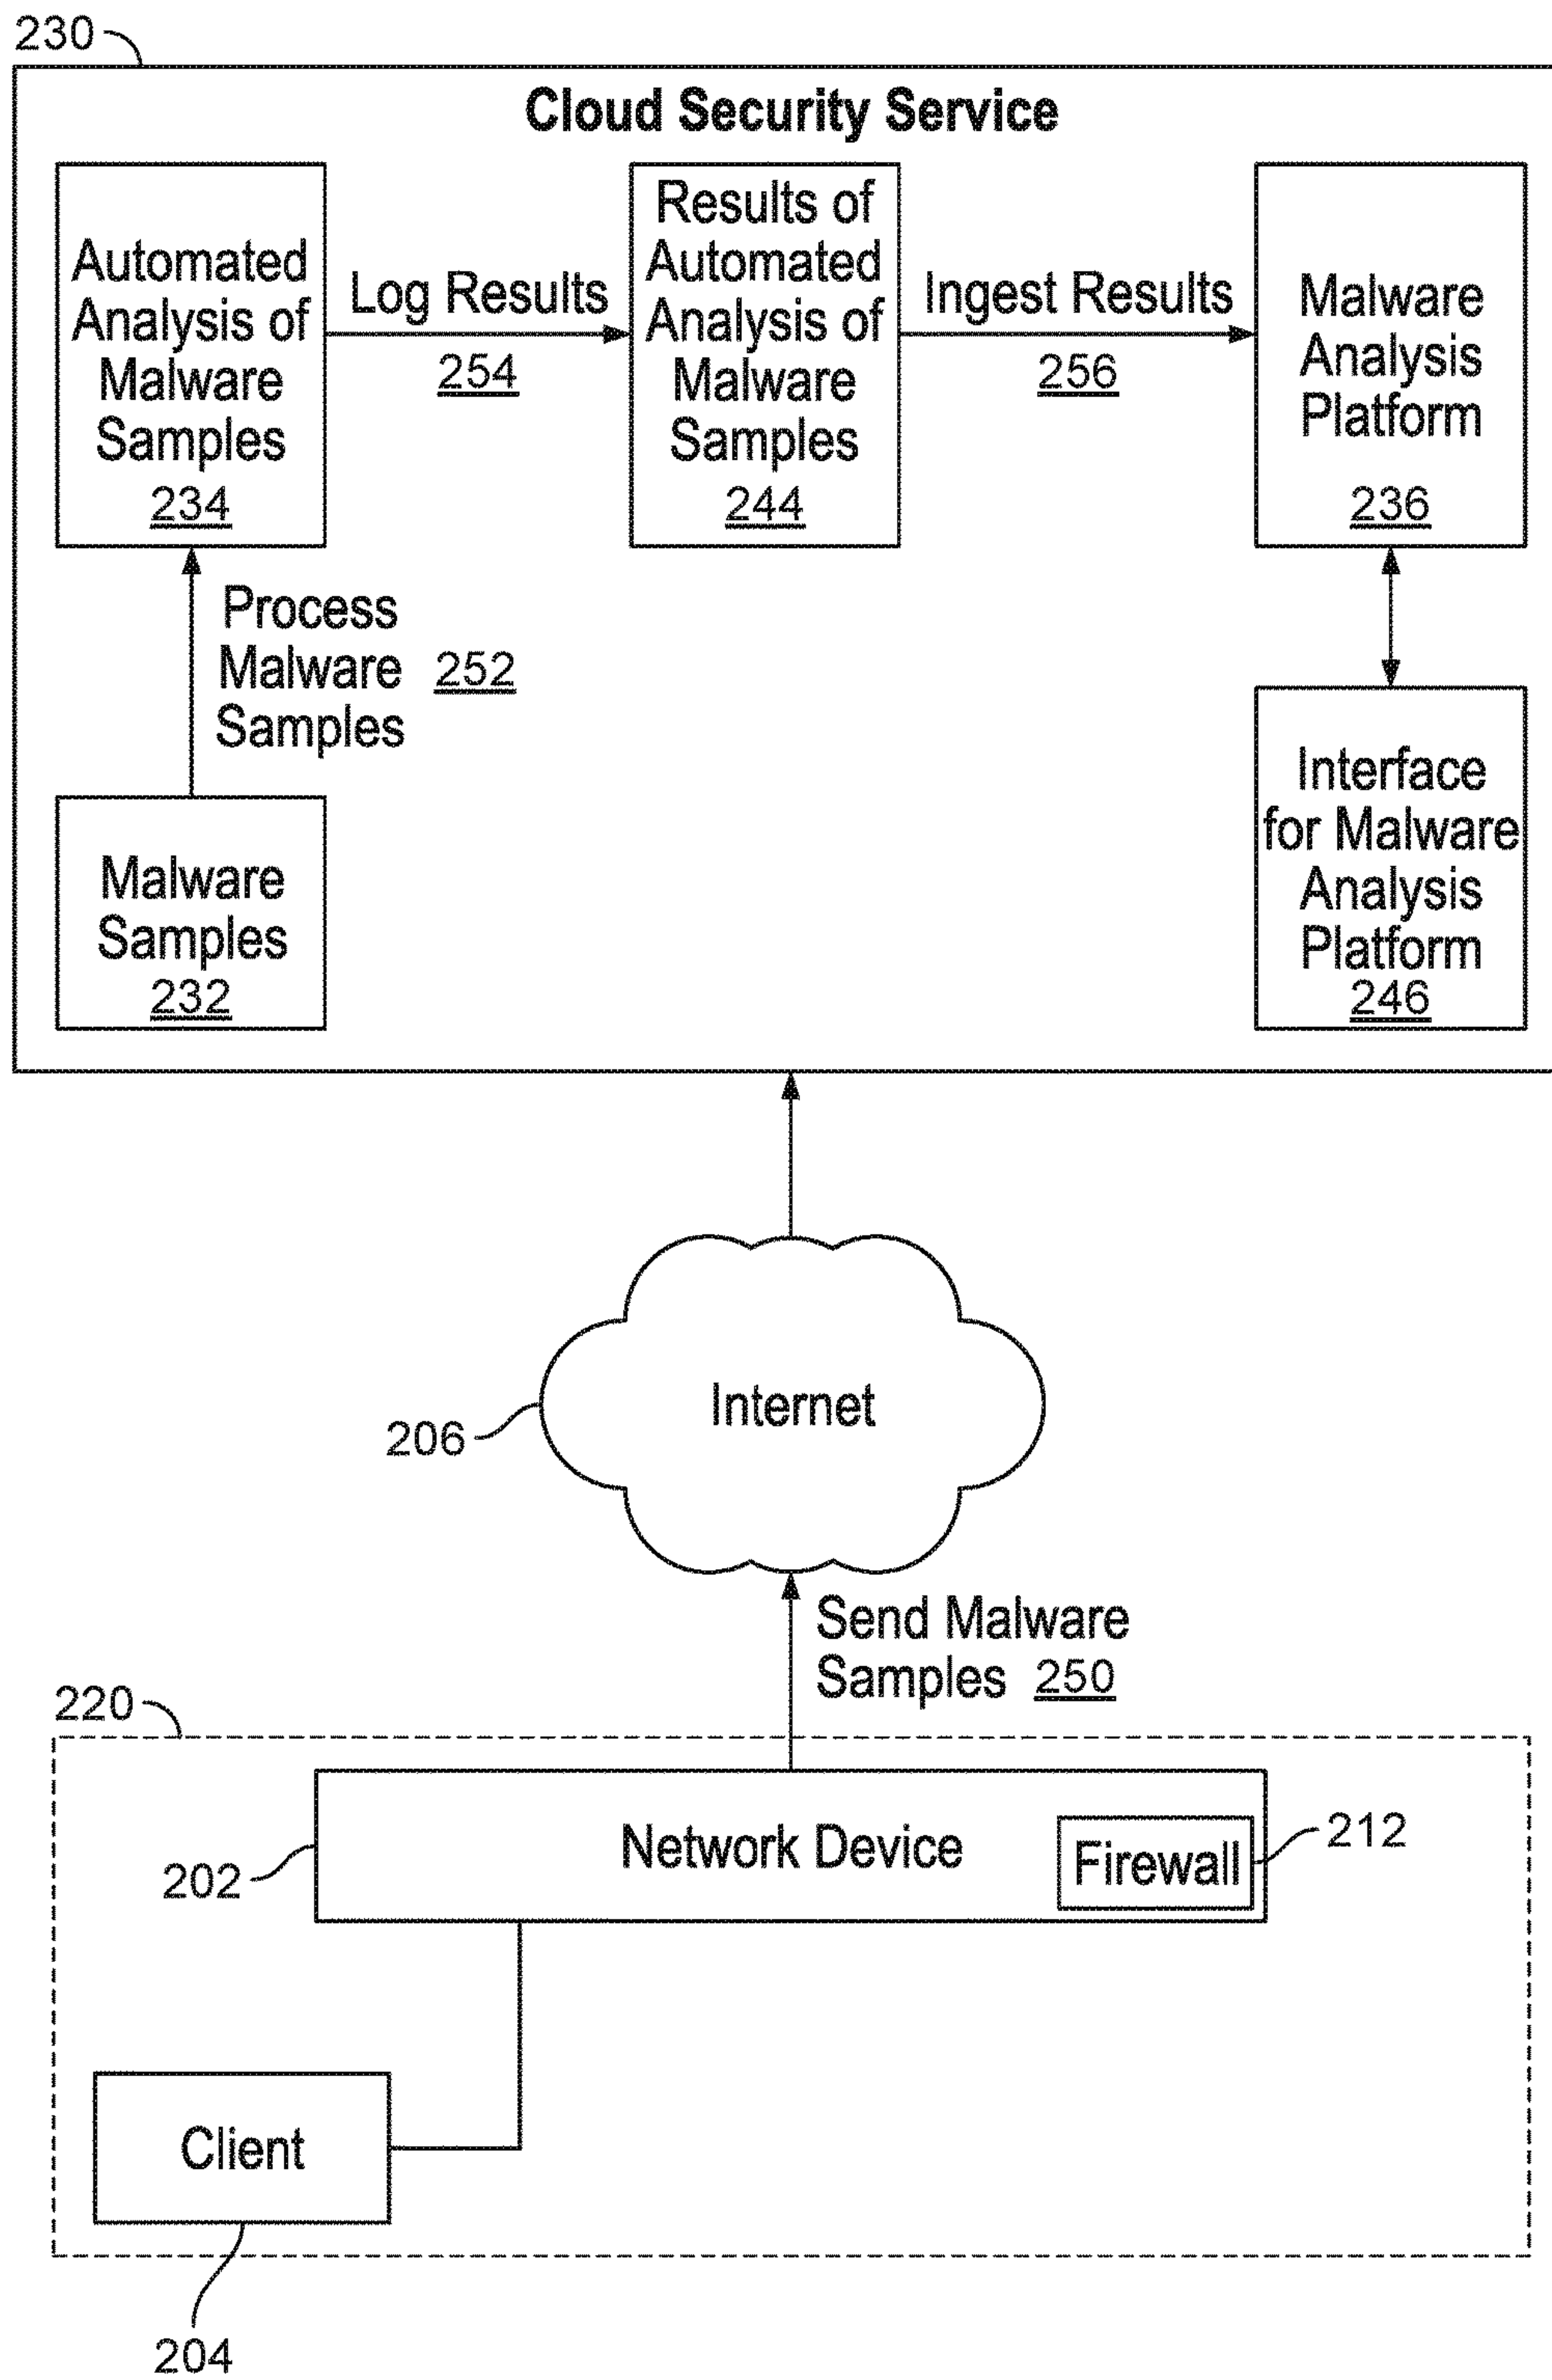 230
Cloud Security Service
Automated
Analysis of
Malware
Samples
234
Log Results
254
Results of
Automated
Analysis of
Malware
Samples
244
Ingest Results
256
Malware
Analysis
Platform
236
Process
Malware 252
Samples
Malware
Samples
232
Interface
for Malware
Analysis
Platform
246
Internet
206
Send Malware
Samples 250
220
Network Device
Firewall
212
202
Client
204